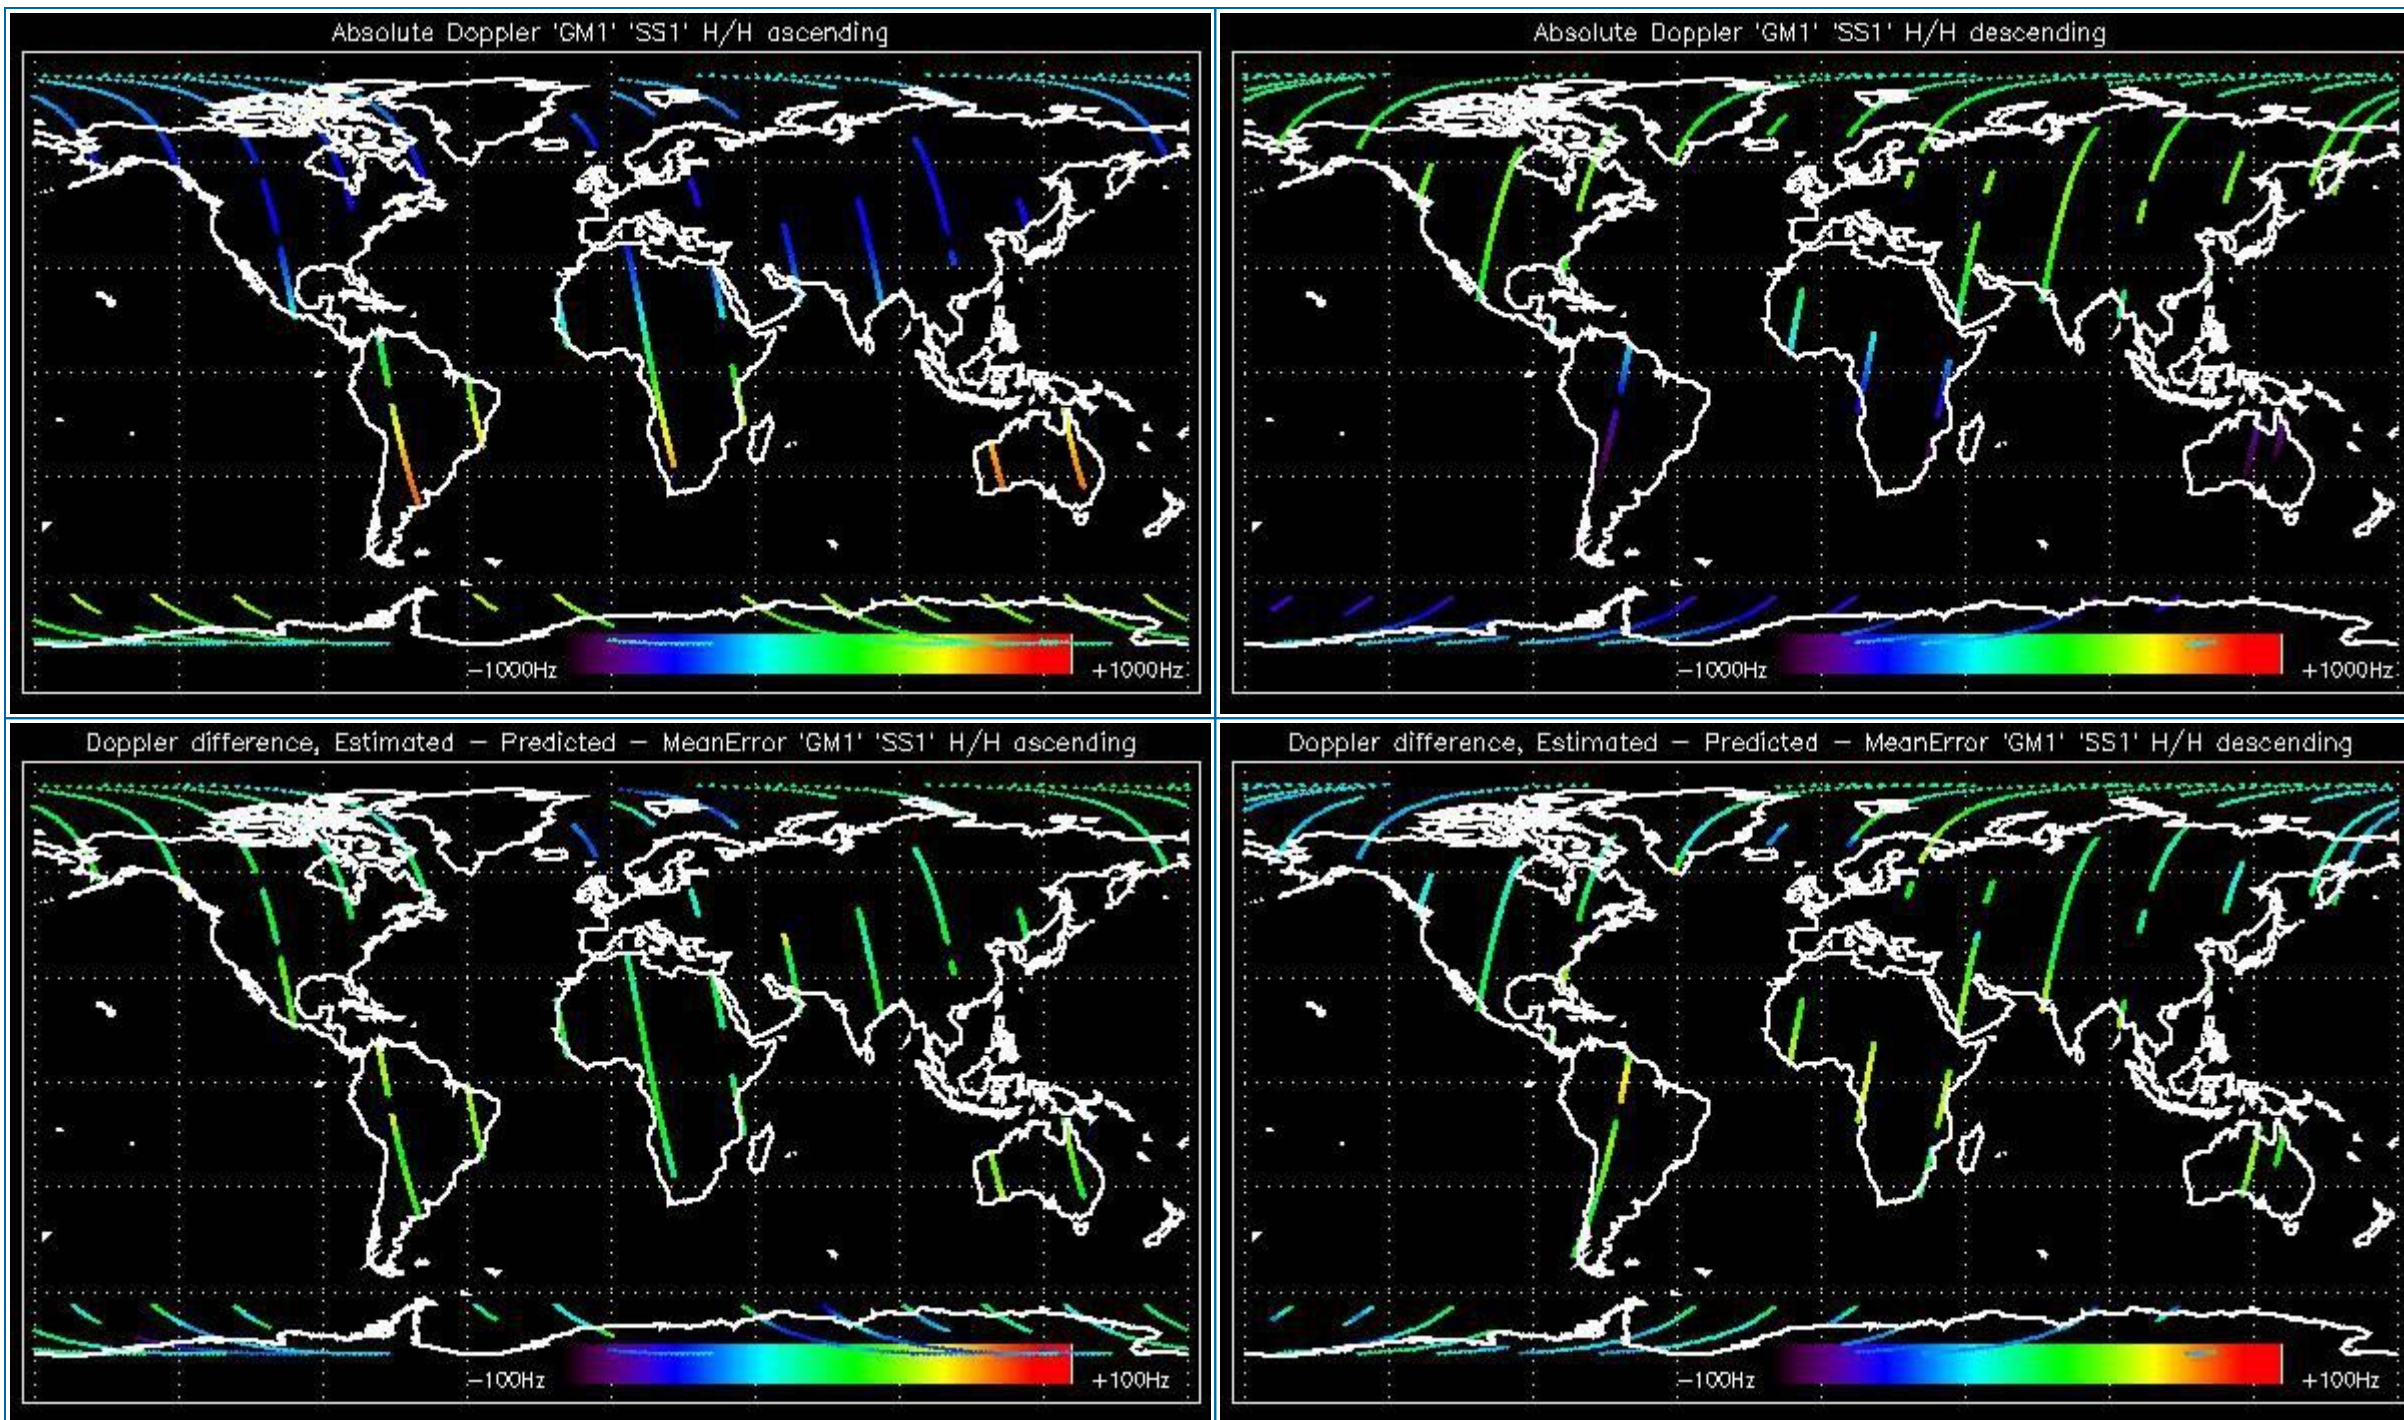 Absolute Doppler 'GM1' 'SS1' H/H ascending
-1000Hz +1000Hz
Absolute Doppler 'GM1' 'SS1' H/H descending
-1000Hz +1000Hz
Doppler difference, Estimated - Predicted - MeanError 'GM1' 'SS1' H/H ascending
-100Hz +100Hz
Doppler difference, Estimated - Predicted - MeanError 'GM1' 'SS1' H/H descending
-100Hz +100Hz